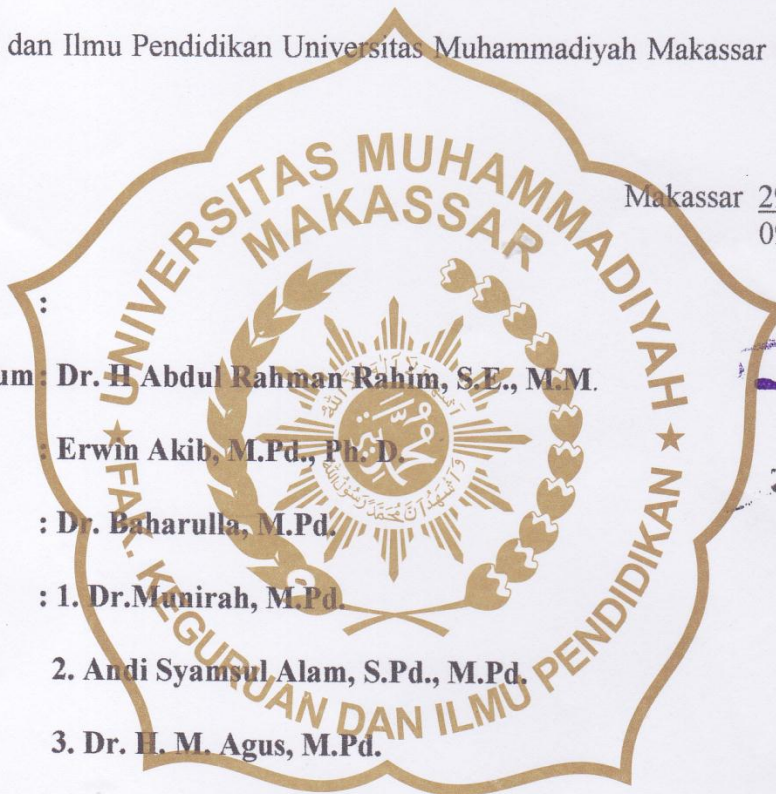 dan Ilmu Pendidikan Universitas Muhammadiyah Makassar
UNIVERSITAS MUHAMMADIYAH
MAKASSAR
Makassar 29
:
um : Dr. H Abdul Rahman Rahim, S.E., M.M.
: Erwin Akib, M.Pd., Ph. D.
: Dr. Baharulla, M.Pd.
: 1. Dr.Munirah, M.Pd.
2. Andi Syamsul Alam, S.Pd., M.Pd.
3. Dr. H. M. Agus, M.Pd.
★ FAK. KEGURUAN DAN ILMU PENDIDIKAN ★